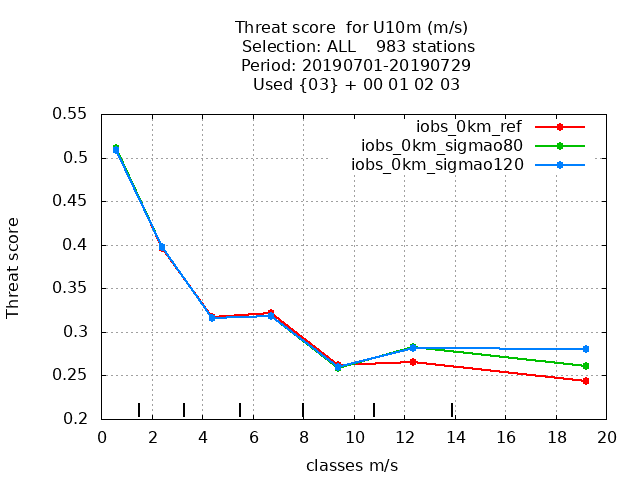 Threat score  for U10m (m/s)
Selection: ALL    983 stations
Period: 20190701-20190729
Used {03} + 00 01 02 03
iobs_0km_ref
iobs_0km_sigmao80
iobs_0km_sigmao120
Threat score
0.55
0.5
0.45
0.4
0.35
0.3
0.25
0.2
0 2 4 6 8 10 12 14 16 18 20
classes m/s